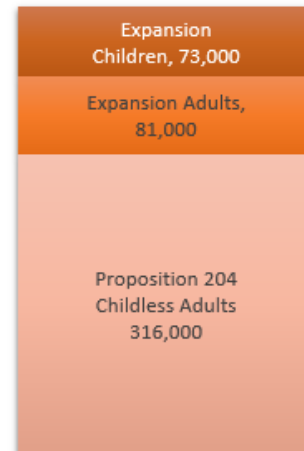 Expansion
Children, 73,000
Expansion Adults,
81,000
Proposition 204
Childless Adults
316,000